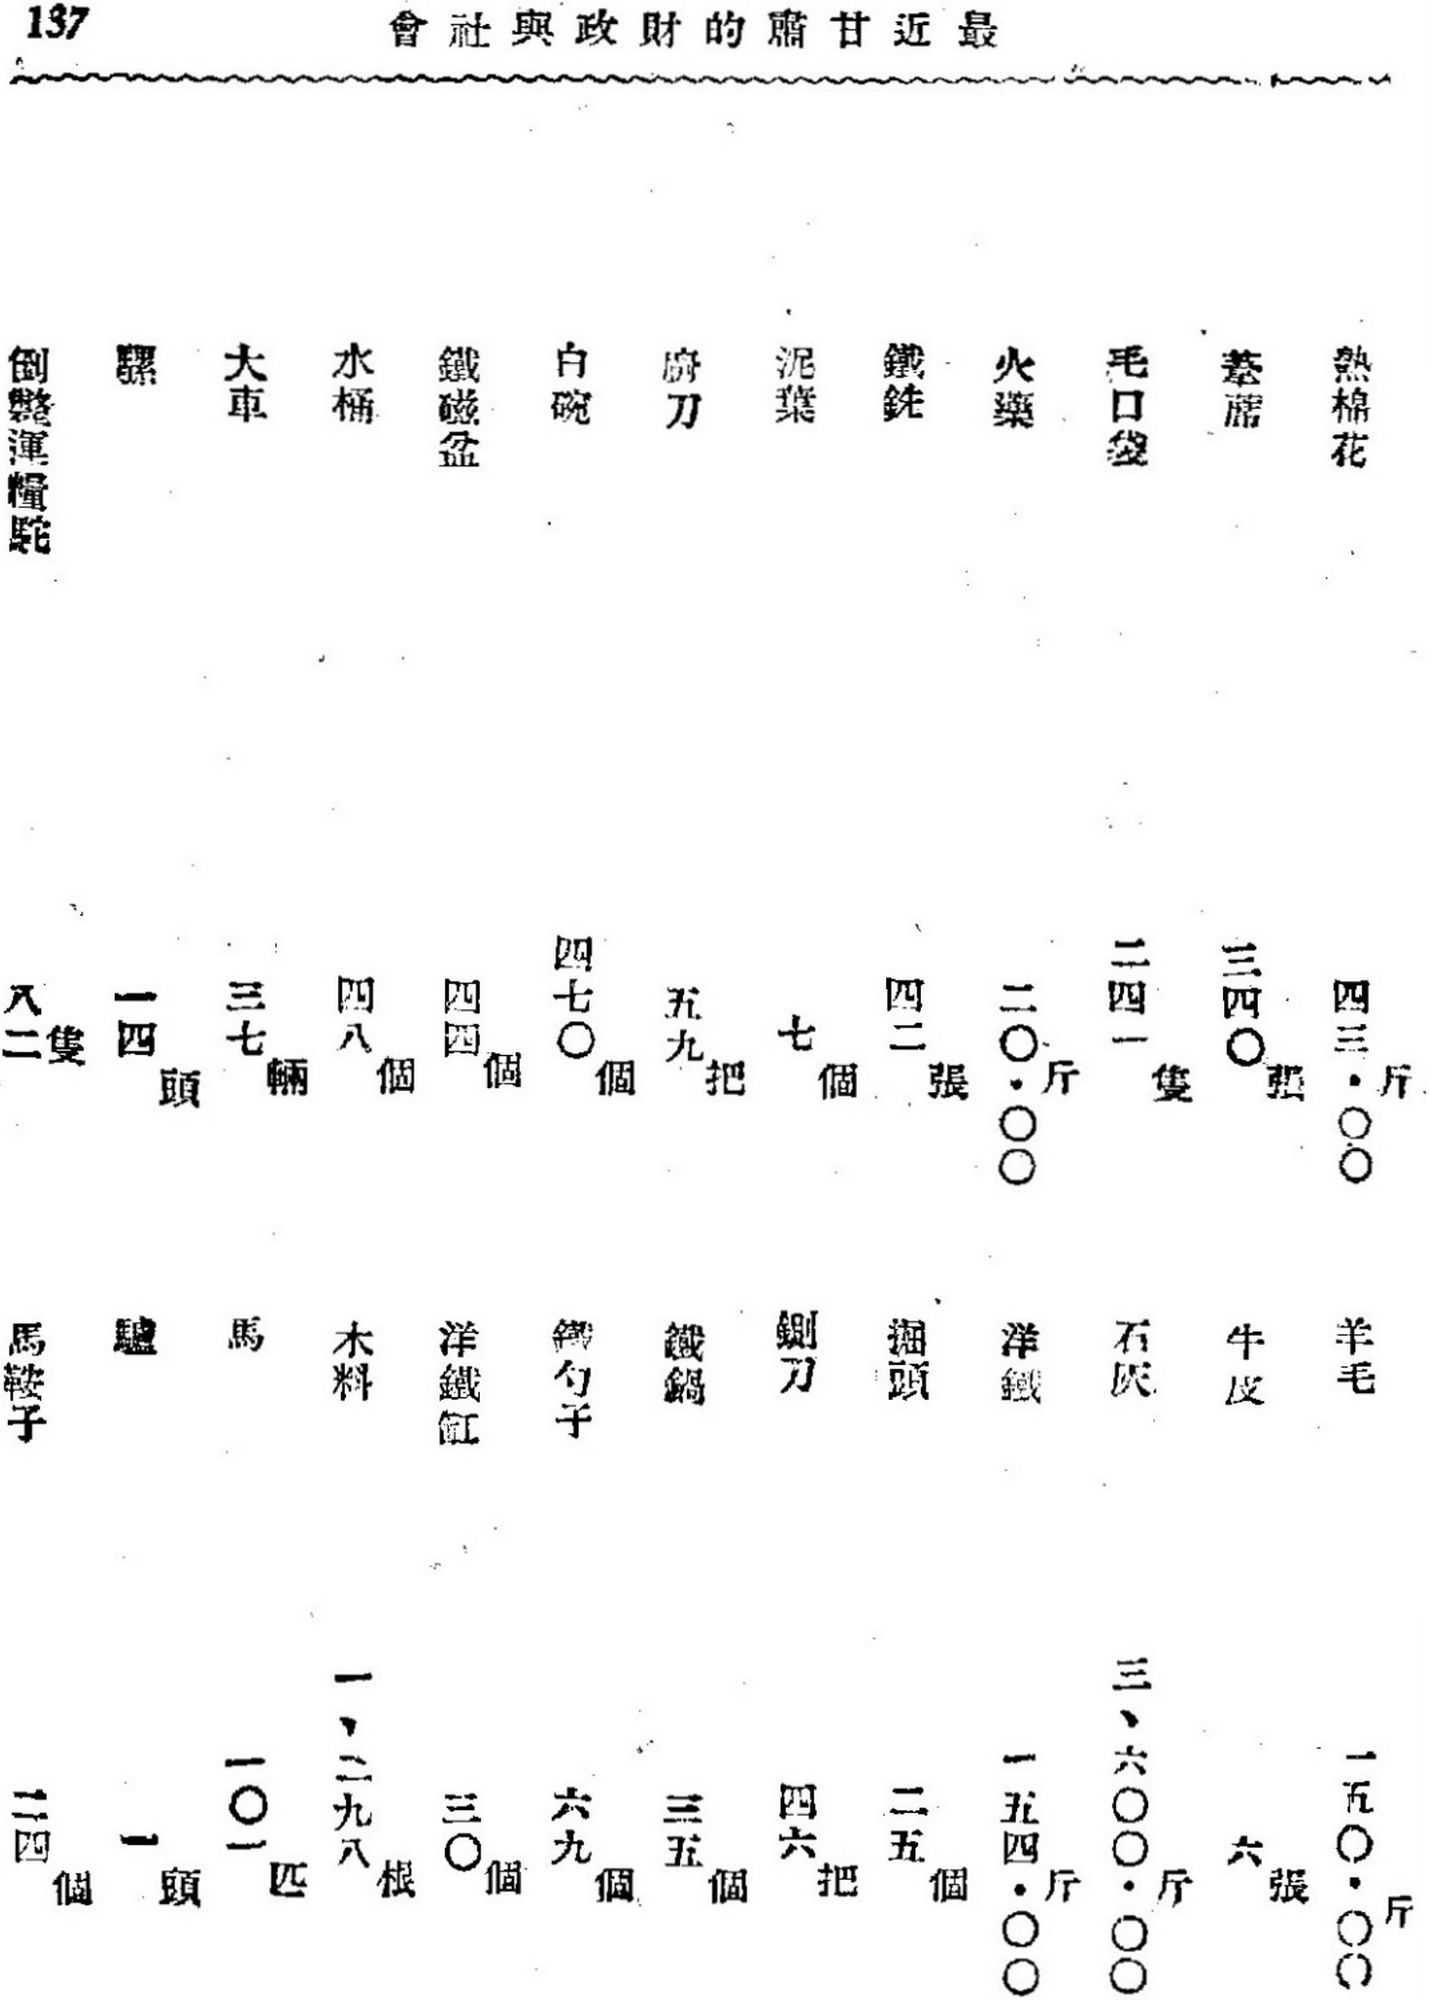 137
最近甘肅的財政與社會
熟棉花 四三·〇〇斤 羊毛 一五〇·〇〇斤
葦席 三四〇張 牛皮 六張
毛口袋 二四一隻 石灰 三、六〇〇·〇〇斤
火藥 二〇·〇〇斤 洋鐵 一五四·〇〇斤
鐵銑 四二張 掘頭 二五個
泥葉 七個 鍘刀 四六把
廚刀 五九把 鐵鍋 三五個
白碗 四七〇個 鐵勺子 六九個
鐵磁盆 四四個 洋鐵缸 三〇個
水桶 四八個 木料 一、二九八根
大車 三七輛 馬 一〇一匹
騾 一四頭 驢 一頭
倒斃運糧駝 八二隻 馬鞍子 二四個